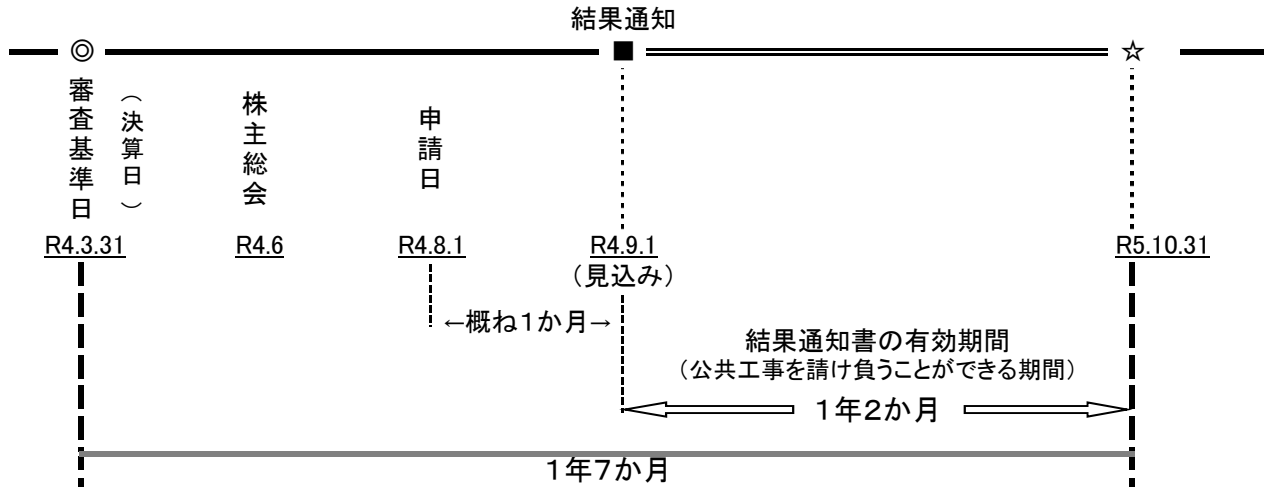 結果通知
◎ ■ ☆
審査基準日
（決算日）
株主総会
申請日
R4.3.31 R4.6 R4.8.1 R4.9.1 R5.10.31
（見込み）
←概ね１か月→
結果通知書の有効期間
（公共工事を請け負うことができる期間）
１年２か月
１年７か月